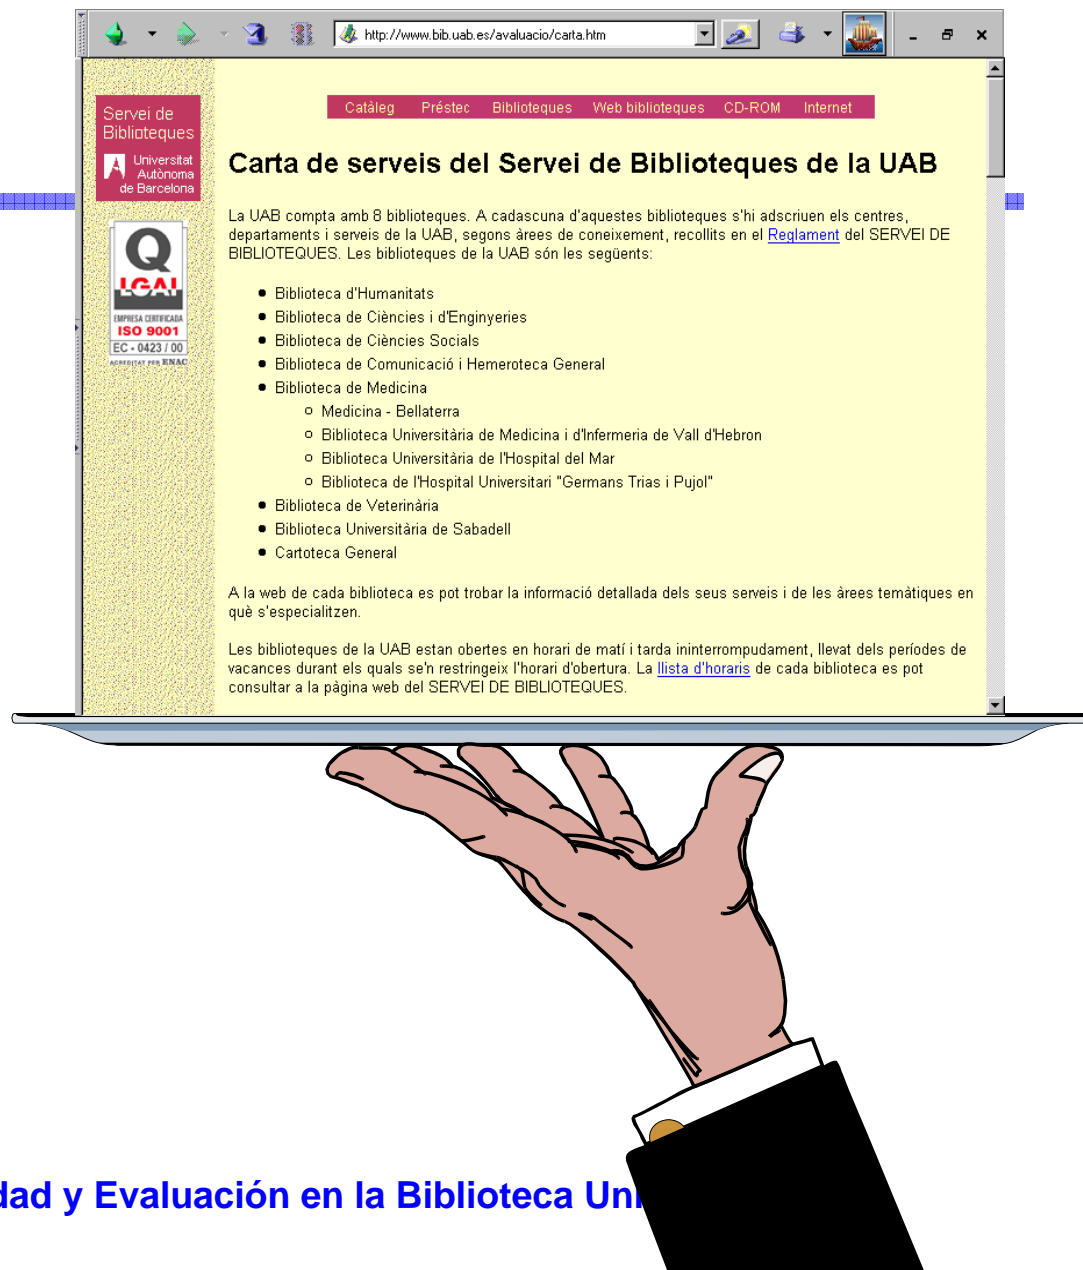 http://www.bib.uab.es/avaluacio/carta.htm
Servei de
Biblioteques
Universitat
Autònoma
de Barcelona
Catàleg Préstec Biblioteques Web biblioteques CD-ROM Internet
Carta de serveis del Servei de Biblioteques de la UAB
La UAB compta amb 8 biblioteques. A cadascuna d'aquestes biblioteques s'hi adscriuen els centres,
departaments i serveis de la UAB, segons àrees de coneixement, recollits en el Reglament del SERVEI DE
BIBLIOTEQUES. Les biblioteques de la UAB són les següents:
Q
LGAI
EMPRESA CERTIFICADA
ISO 9001
EC - 0423 / 00
ACREDITAT PER ENAC
Biblioteca d'Humanitats
Biblioteca de Ciències i d'Enginyeries
Biblioteca de Ciències Socials
Biblioteca de Comunicació i Hemeroteca General
Biblioteca de Medicina
Medicina - Bellaterra
Biblioteca Universitària de Medicina i d'Infermeria de Vall d'Hebron
Biblioteca Universitària de l'Hospital del Mar
Biblioteca de l'Hospital Universitari "Germans Trias i Pujol"
Biblioteca de Veterinària
Biblioteca Universitària de Sabadell
Cartoteca General
A la web de cada biblioteca es pot trobar la informació detallada dels seus serveis i de les àrees temàtiques en
què s'especialitzen.
Les biblioteques de la UAB estan obertes en horari de matí i tarda ininterrompudament, llevat dels períodes de
vacances durant els quals se'n restringeix l'horari d'obertura. La llista d'horaris de cada biblioteca es pot
consultar a la pàgina web del SERVEI DE BIBLIOTEQUES.
dad y Evaluación en la Biblioteca Uni